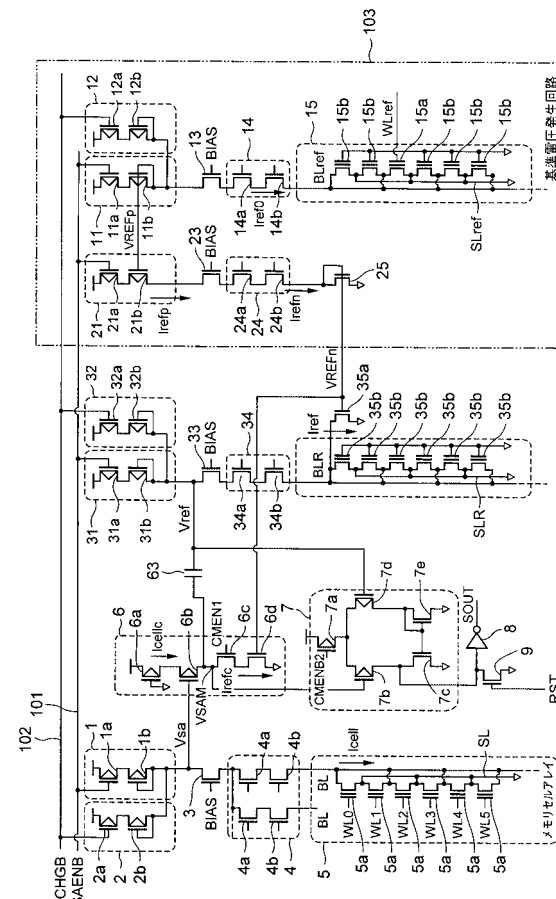 103
12
12a
12b
11
11a
11b
VREFp
13
BIAS
14
14a
14b
Iref0
15
15b
15b
WLref
15a
15b
15b
15b
BLref
SLref
基準電圧発生回路
21
21a
21b
Irefp
23
BIAS
24
24a
24b
Irefn
25
VREFn
32
32a
32b
31
31a
31b
Vref
33
BIAS
34
34a
34b
Iref
35a
BLR
35b
35b
35b
35b
35b
SLR
63
6
6a
Icellc
6b
VSAM
CMEN1
6c
Irefc
6d
7
7a
CMENB2
7b
7c
7d
7e
SOUT
8
9
RST
102
101
CHGB
SAENB
1
1a
1b
2
2a
2b
Vsa
3
BIAS
4
4a
4b
4a
4b
5
BL
BL
Icell
SL
WL0
5a
WL1
5a
WL2
5a
WL3
5a
WL4
5a
WL5
5a
メモリセルアレイ